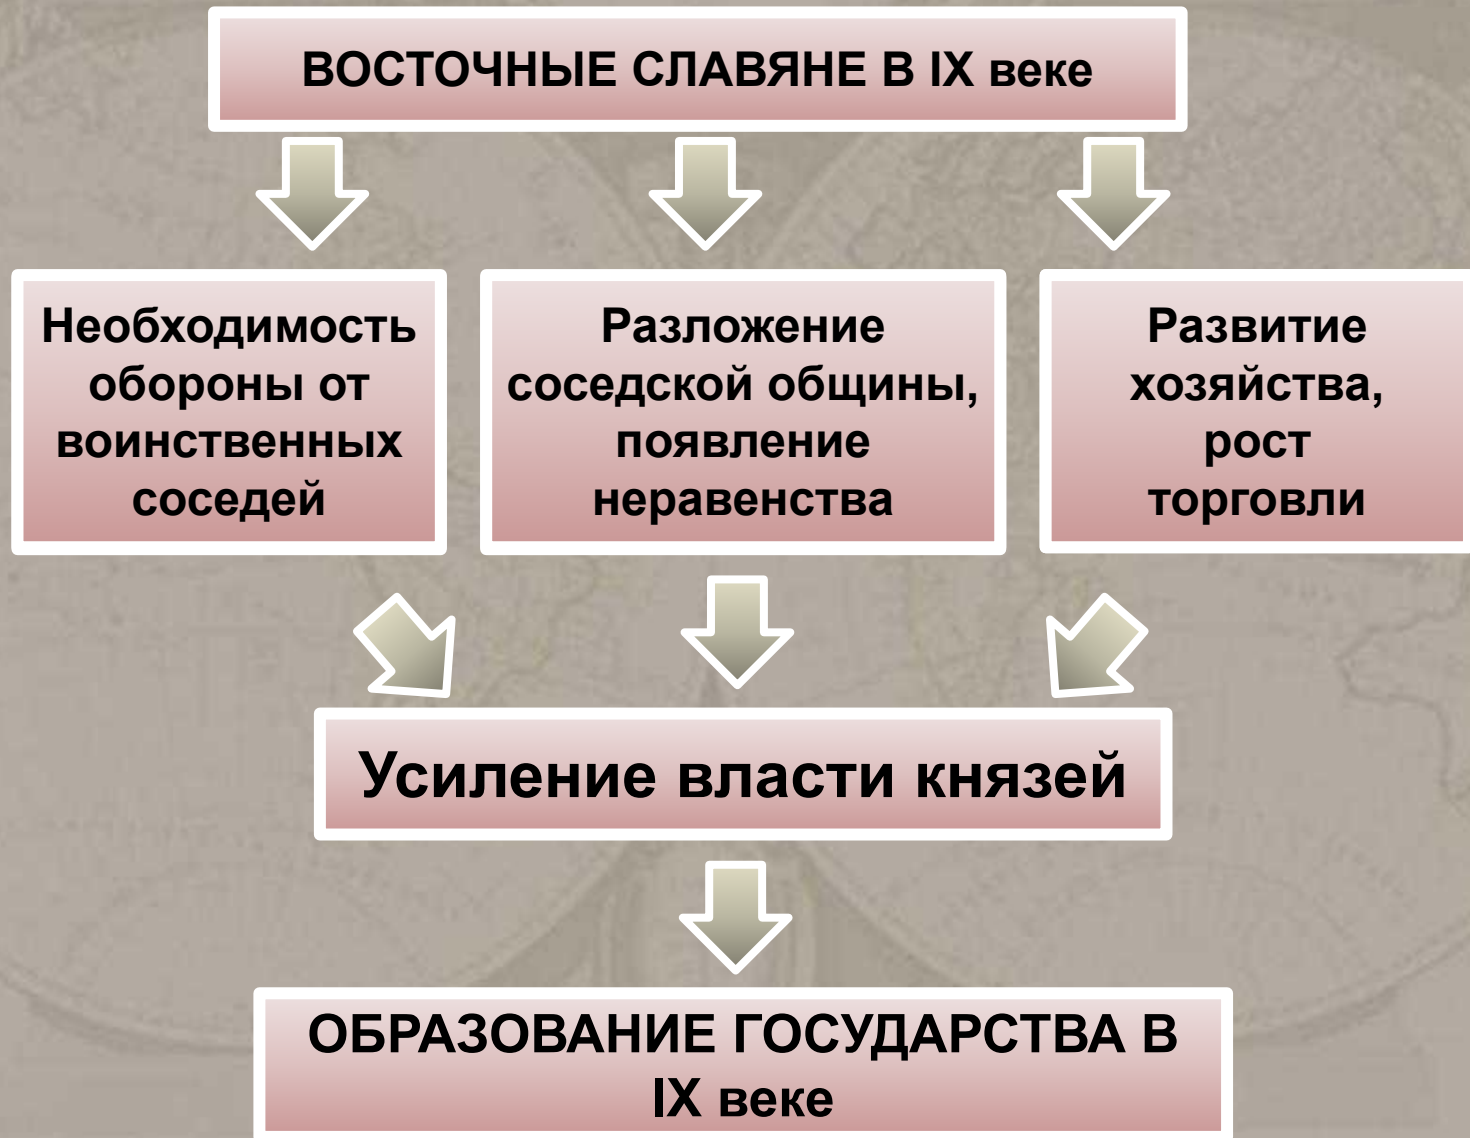 ВОСТОЧНЫЕ СЛАВЯНЕ В IX веке
Необходимость
обороны от
воинственных
соседей
Разложение
соседской общины,
появление
неравенства
Развитие
хозяйства,
рост
торговли
Усиление власти князей
ОБРАЗОВАНИЕ ГОСУДАРСТВА В
IX веке